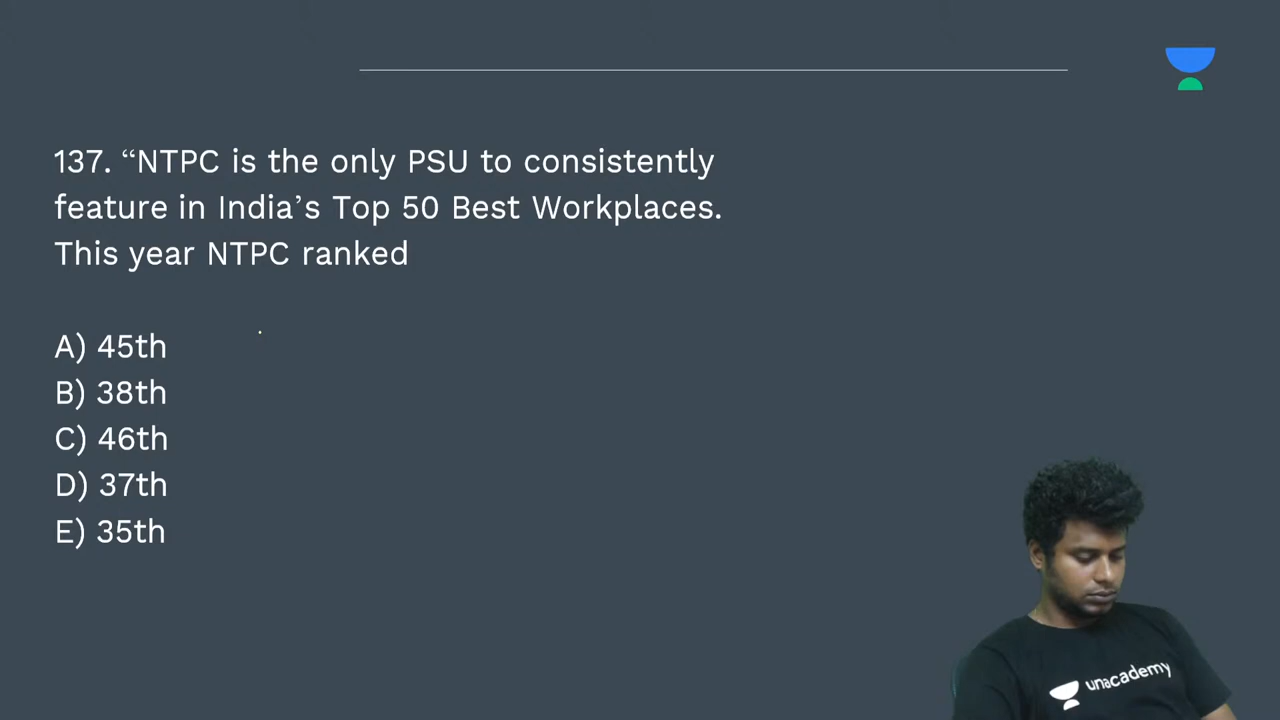 137. “NTPC is the only PSU to consistently
feature in India’s Top 50 Best Workplaces.
This year NTPC ranked
A) 45th
B) 38th
C) 46th
D) 37th
E) 35th
unacademy